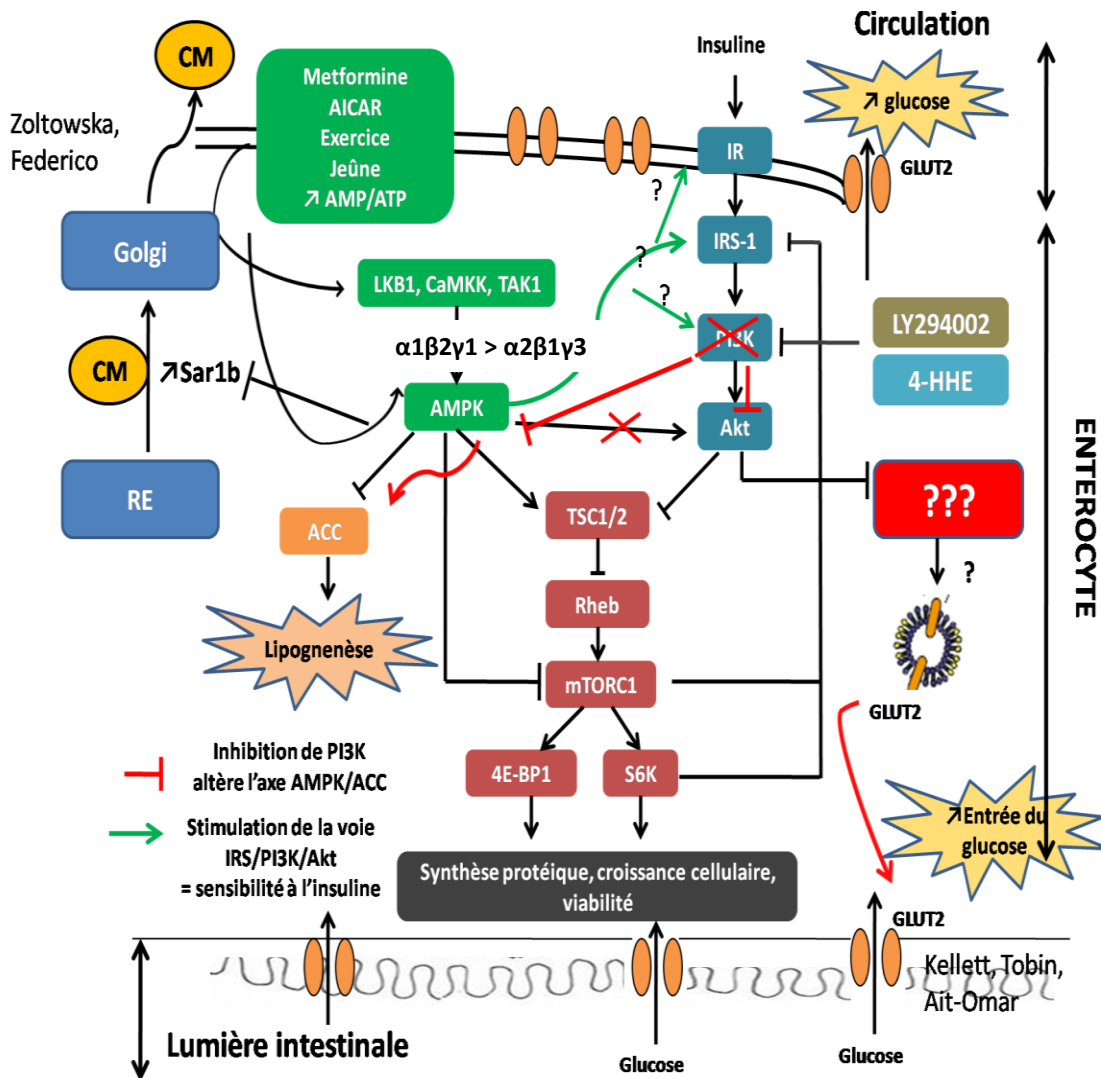 Circulation
Insuline
CM
Metformine
AICAR
Exercice
Jeûne
↗ AMP/ATP
↗ glucose
Zoltowska,
Federico
IR
GLUT2
?
Golgi
IRS-1
?
LKB1, CaMKK, TAK1
?
LY294002
PI3K
α1β2γ1 > α2β1γ3
CM
↗Sar1b
4-HHE
AMPK
Akt
ENTEROCYTE
RE
???
TSC1/2
ACC
?
Rheb
Lipognenèse
mTORC1
GLUT2
Inhibition de PI3K
altère l'axe AMPK/ACC
4E-BP1
S6K
↗Entrée du
glucose
Stimulation de la voie
IRS/PI3K/Akt
= sensibilité à l'insuline
Synthèse protéique, croissance cellulaire,
viabilité
GLUT2
Kellett, Tobin,
Ait-Omar
Lumière intestinale
Glucose
Glucose